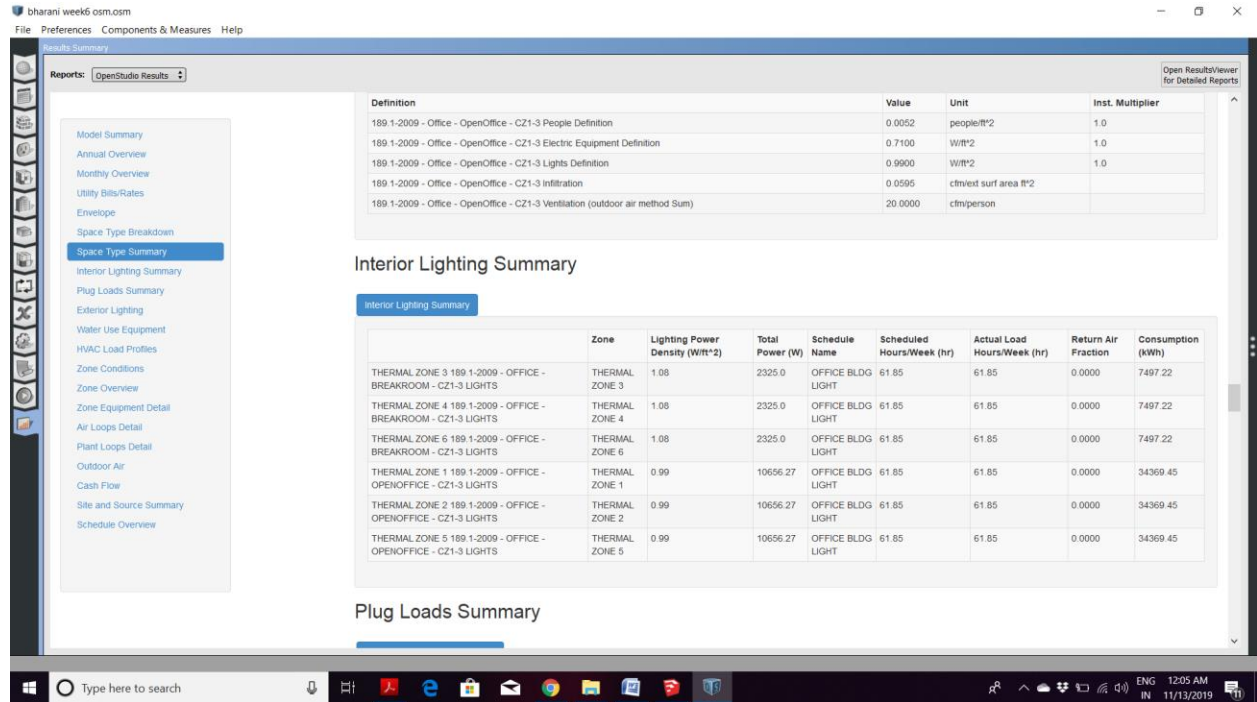 bharani week6 osm.osm
File Preferences Components & Measures Help
Results Summary
Reports: OpenStudio Results
Open ResultsViewer
for Detailed Reports
Model Summary
Annual Overview
Monthly Overview
Utility Bills/Rates
Envelope
Space Type Breakdown
Space Type Summary
Interior Lighting Summary
Plug Loads Summary
Exterior Lighting
Water Use Equipment
HVAC Load Profiles
Zone Conditions
Zone Overview
Zone Equipment Detail
Air Loops Detail
Plant Loops Detail
Outdoor Air
Cash Flow
Site and Source Summary
Schedule Overview
Definition Value Unit Inst. Multiplier
189.1-2009 - Office - OpenOffice - CZ1-3 People Definition 0.0052 people/ft^2 1.0
189.1-2009 - Office - OpenOffice - CZ1-3 Electric Equipment Definition 0.7100 W/ft^2 1.0
189.1-2009 - Office - OpenOffice - CZ1-3 Lights Definition 0.9900 W/ft^2 1.0
189.1-2009 - Office - OpenOffice - CZ1-3 Infiltration 0.0595 cfm/ext surf area ft^2
189.1-2009 - Office - OpenOffice - CZ1-3 Ventilation (outdoor air method Sum) 20.0000 cfm/person
Interior Lighting Summary
Interior Lighting Summary
Zone Lighting Power Total Schedule Scheduled Actual Load Return Air Consumption
Density (W/ft^2) Power (W) Name Hours/Week (hr) Hours/Week (hr) Fraction (kWh)
THERMAL ZONE 3 189.1-2009 - OFFICE - THERMAL 1.08 2325.0 OFFICE BLDG 61.85 61.85 0.0000 7497.22
BREAKROOM - CZ1-3 LIGHTS ZONE 3 LIGHT
THERMAL ZONE 4 189.1-2009 - OFFICE - THERMAL 1.08 2325.0 OFFICE BLDG 61.85 61.85 0.0000 7497.22
BREAKROOM - CZ1-3 LIGHTS ZONE 4 LIGHT
THERMAL ZONE 6 189.1-2009 - OFFICE - THERMAL 1.08 2325.0 OFFICE BLDG 61.85 61.85 0.0000 7497.22
BREAKROOM - CZ1-3 LIGHTS ZONE 6 LIGHT
THERMAL ZONE 1 189.1-2009 - OFFICE - THERMAL 0.99 10656.27 OFFICE BLDG 61.85 61.85 0.0000 34369.45
OPENOFFICE - CZ1-3 LIGHTS ZONE 1 LIGHT
THERMAL ZONE 2 189.1-2009 - OFFICE - THERMAL 0.99 10656.27 OFFICE BLDG 61.85 61.85 0.0000 34369.45
OPENOFFICE - CZ1-3 LIGHTS ZONE 2 LIGHT
THERMAL ZONE 5 189.1-2009 - OFFICE - THERMAL 0.99 10656.27 OFFICE BLDG 61.85 61.85 0.0000 34369.45
OPENOFFICE - CZ1-3 LIGHTS ZONE 5 LIGHT
Plug Loads Summary
Type here to search
ENG 12:05 AM
IN 11/13/2019
11